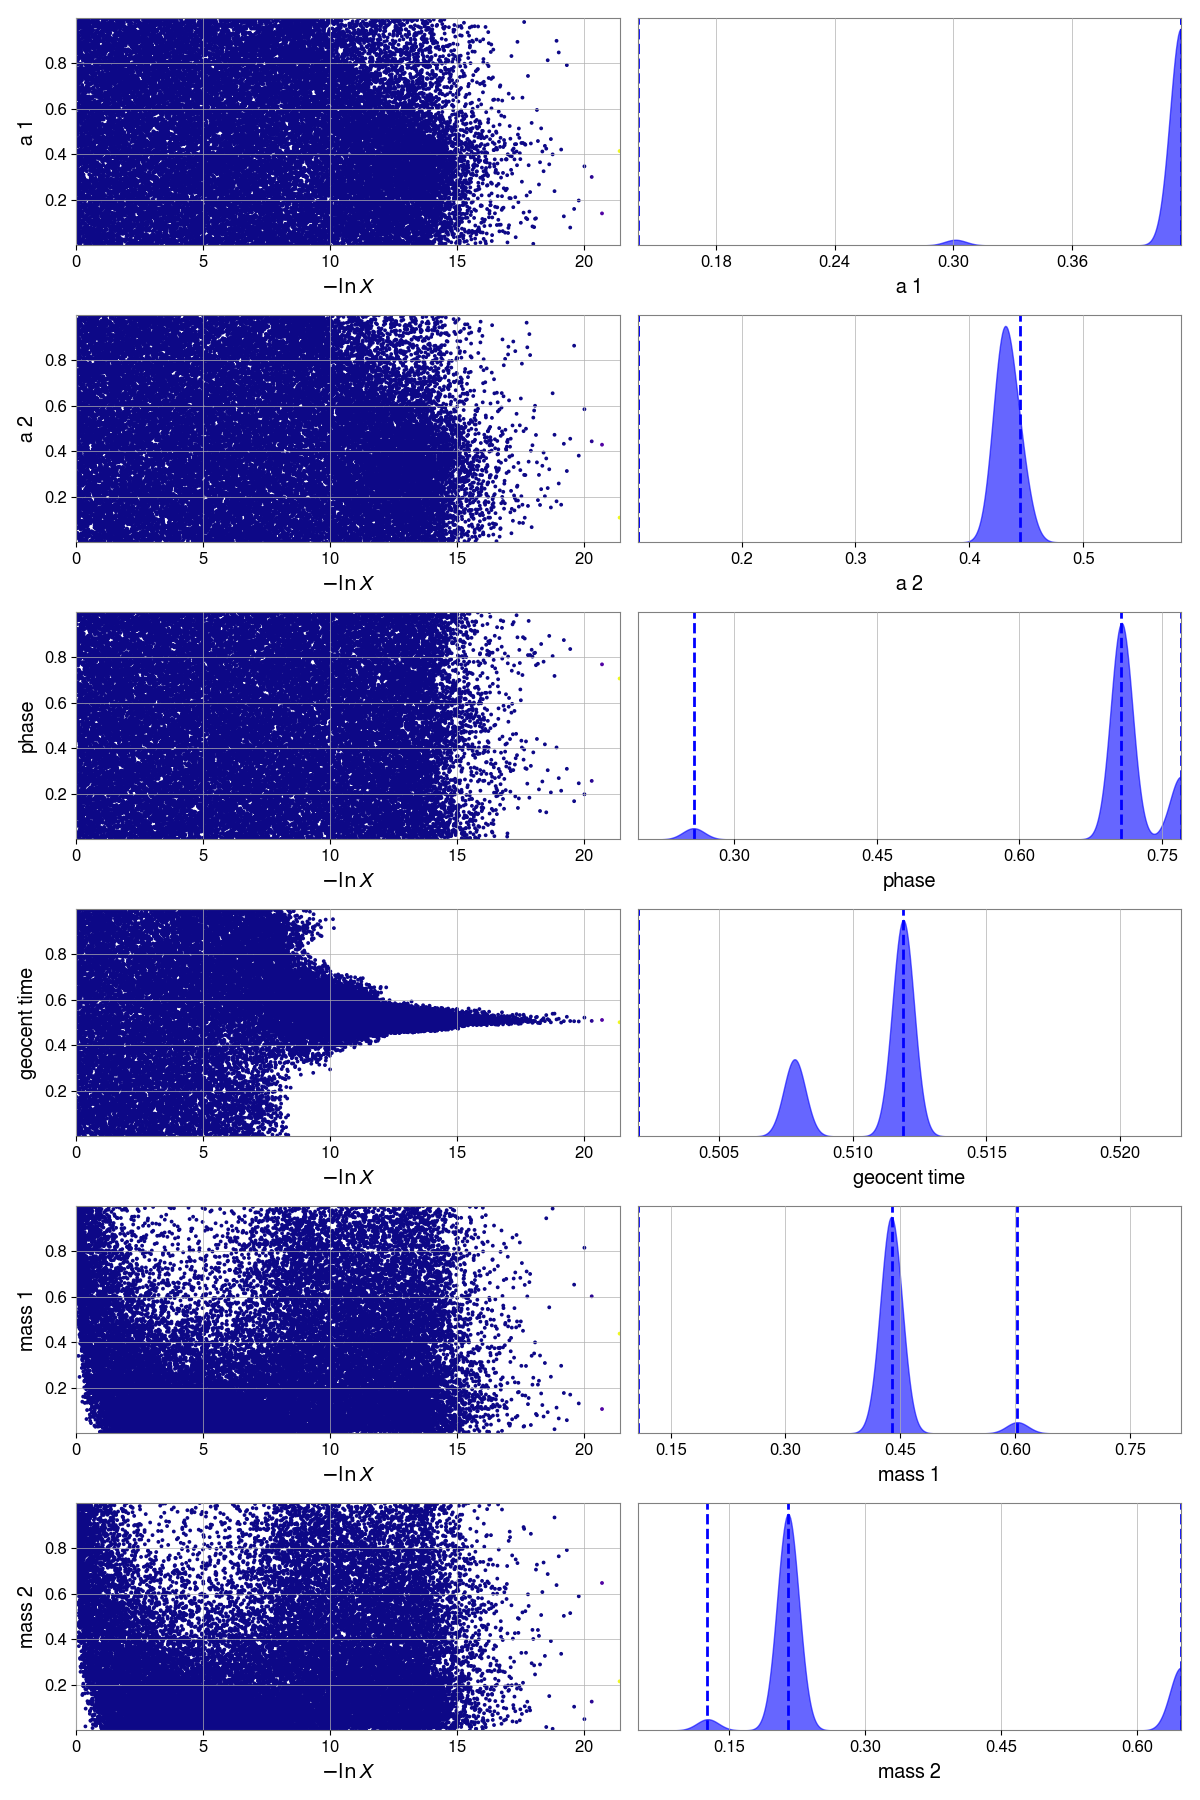 0.8
0.6
0.4
0.2
a 1
0 5 10 15 20
−ln X
0.18 0.24 0.30 0.36
a 1
0.8
0.6
0.4
0.2
a 2
0 5 10 15 20
−ln X
0.2 0.3 0.4 0.5
a 2
0.8
0.6
0.4
0.2
phase
0 5 10 15 20
−ln X
0.30 0.45 0.60 0.75
phase
0.8
0.6
0.4
0.2
geocent time
0 5 10 15 20
−ln X
0.505 0.510 0.515 0.520
geocent time
0.8
0.6
0.4
0.2
mass 1
0 5 10 15 20
−ln X
0.15 0.30 0.45 0.60 0.75
mass 1
0.8
0.6
0.4
0.2
mass 2
0 5 10 15 20
−ln X
0.15 0.30 0.45 0.60
mass 2